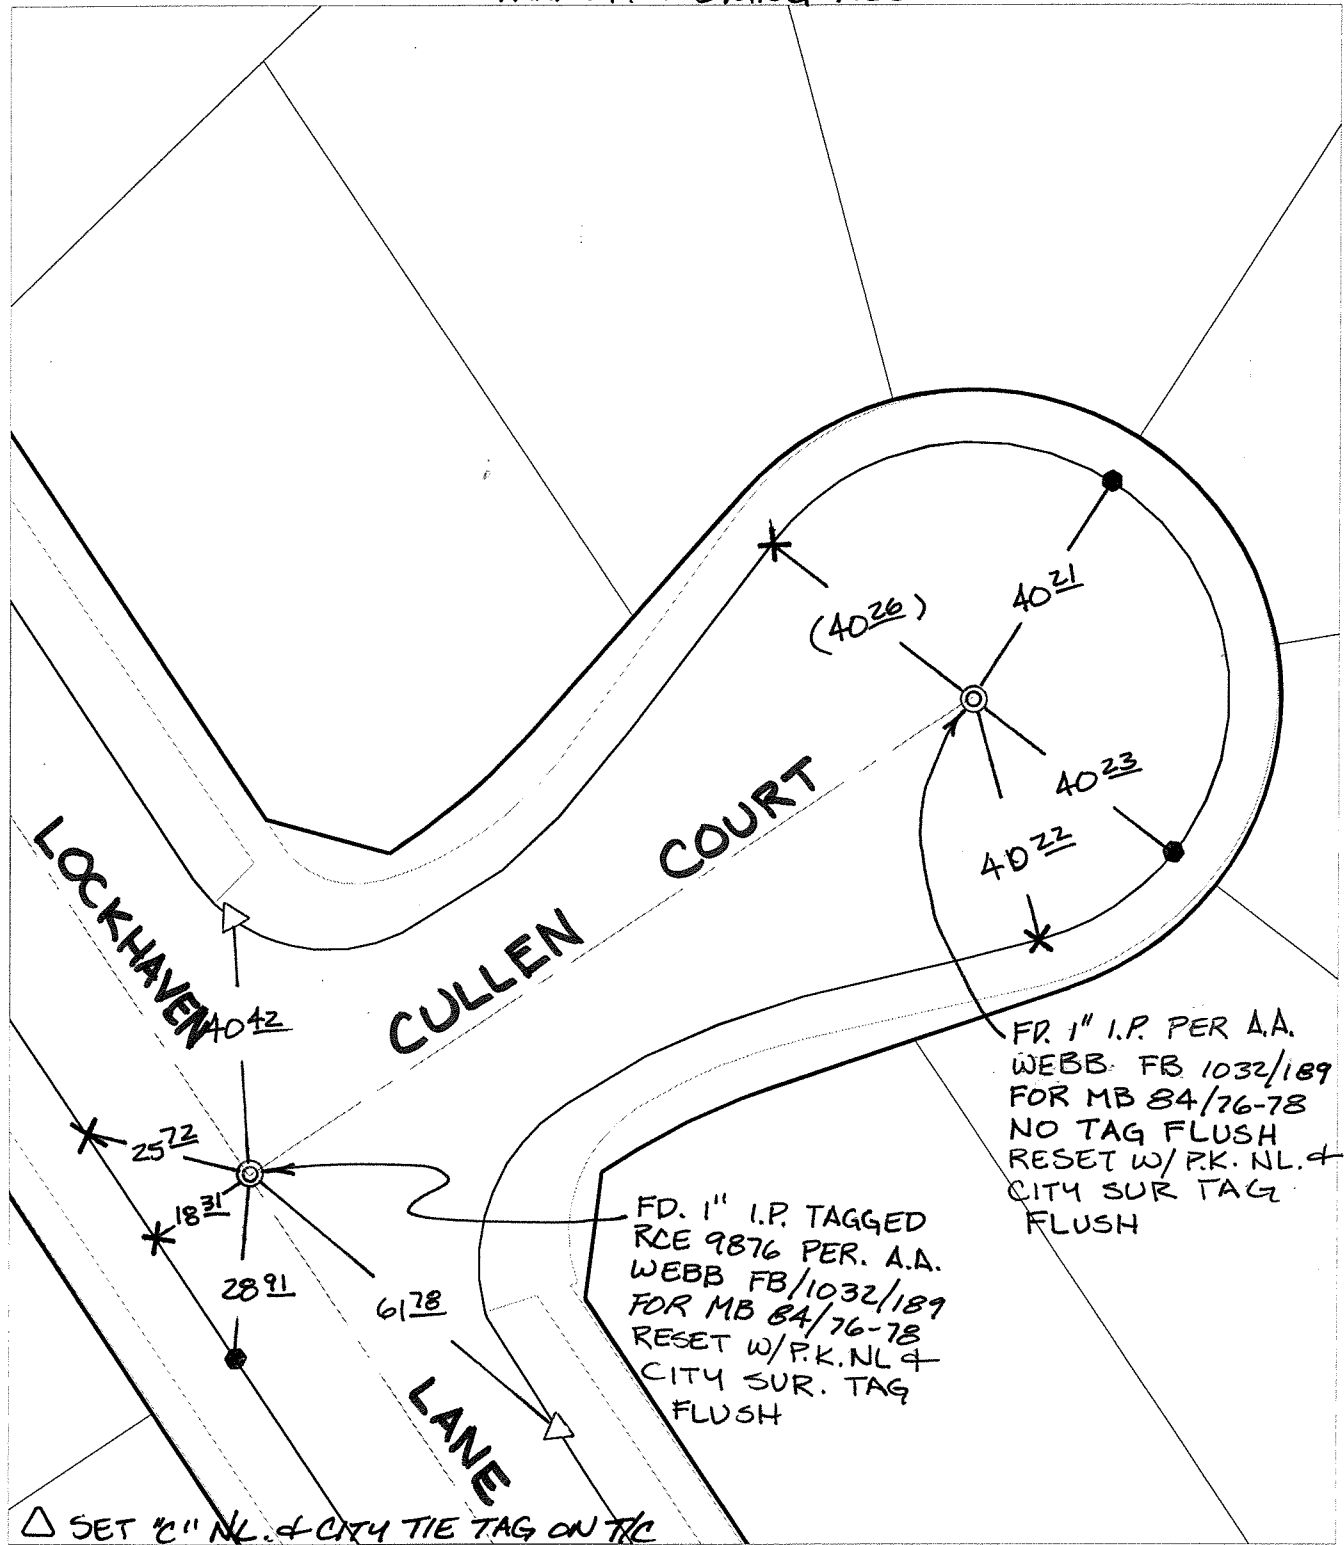 (40 26)
40 21
40 23
40 22
CULLEN COURT
LOCKHAVEN
LANE
40 42
25 72
18 31
28 91
61 78
FD. 1" I.P. PER A.A.
WEBB FB 1032/189
FOR MB 84/76-78
NO TAG FLUSH
RESET W/ P.K. NL. &
CITY SUR TAG
FLUSH
FD. 1" I.P. TAGGED
RCE 9876 PER. A.A.
WEBB FB/1032/189
FOR MB 84/76-78
RESET W/ P.K. NL &
CITY SUR. TAG
FLUSH
△ SET "C" NL. & CITY TIE TAG ON T/C